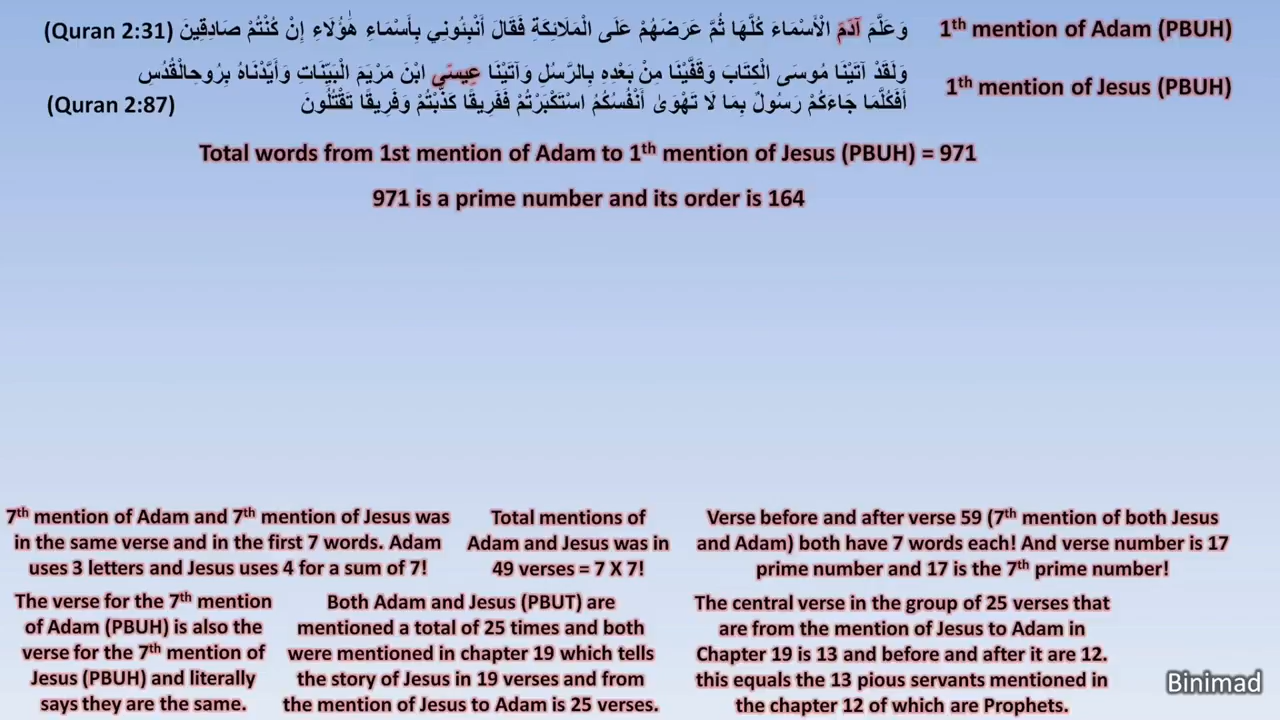 وَعَلَّمَ آدَمَ الْأَسْمَاءَ كُلَّهَا ثُمَّ عَرَضَهُمْ عَلَى الْمَلَائِكَةِ فَقَالَ أَنْبِئُونِي بِأَسْمَاءِ هَٰؤُلَاءِ إِنْ كُنْتُمْ صَادِقِينَ (Quran 2:31)
1th mention of Adam (PBUH)
وَلَقَدْ آتَيْنَا مُوسَى الْكِتَابَ وَقَفَّيْنَا مِنْ بَعْدِهِ بِالرُّسُلِ وَآتَيْنَا عِيسَى ابْنَ مَرْيَمَ الْبَيِّنَاتِ وَأَيَّدْنَاهُ بِرُوحِالْقُدُسِ
أَفَكُلَّمَا جَاءَكُمْ رَسُولٌ بِمَا لَا تَهْوَىٰ أَنْفُسُكُمُ اسْتَكْبَرْتُمْ فَفَرِيقًا كَذَّبْتُمْ وَفَرِيقًا تَقْتُلُونَ (Quran 2:87)
1th mention of Jesus (PBUH)
Total words from 1st mention of Adam to 1th mention of Jesus (PBUH) = 971
971 is a prime number and its order is 164
7th mention of Adam and 7th mention of Jesus was
in the same verse and in the first 7 words. Adam
uses 3 letters and Jesus uses 4 for a sum of 7!
Total mentions of
Adam and Jesus was in
49 verses = 7 X 7!
Verse before and after verse 59 (7th mention of both Jesus
and Adam) both have 7 words each! And verse number is 17
prime number and 17 is the 7th prime number!
The verse for the 7th mention
of Adam (PBUH) is also the
verse for the 7th mention of
Jesus (PBUH) and literally
says they are the same.
Both Adam and Jesus (PBUT) are
mentioned a total of 25 times and both
were mentioned in chapter 19 which tells
the story of Jesus in 19 verses and from
the mention of Jesus to Adam is 25 verses.
The central verse in the group of 25 verses that
are from the mention of Jesus to Adam in
Chapter 19 is 13 and before and after it are 12.
this equals the 13 pious servants mentioned in
the chapter 12 of which are Prophets.
Binimad